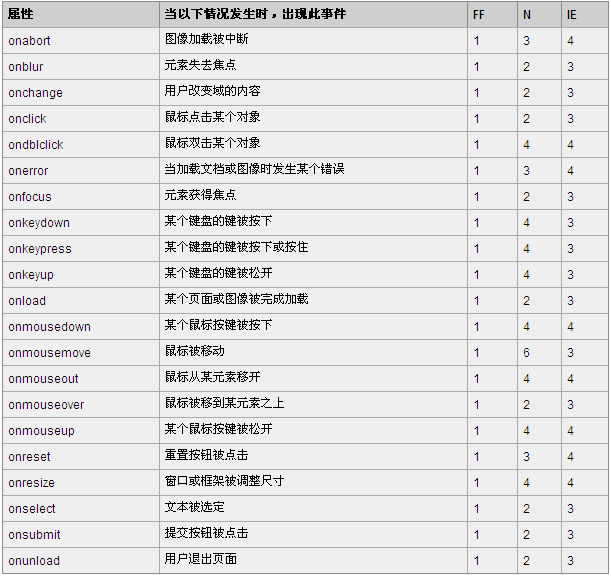 属性 当以下情况发生时，出现此事件 FF N IE
onabort 图像加载被中断 1 3 4
onblur 元素失去焦点 1 2 3
onchange 用户改变域的内容 1 2 3
onclick 鼠标点击某个对象 1 2 3
ondblclick 鼠标双击某个对象 1 4 4
onerror 当加载文档或图像时发生某个错误 1 3 4
onfocus 元素获得焦点 1 2 3
onkeydown 某个键盘的键被按下 1 4 3
onkeypress 某个键盘的键被按下或按住 1 4 3
onkeyup 某个键盘的键被松开 1 4 3
onload 某个页面或图像被完成加载 1 2 3
onmousedown 某个鼠标按键被按下 1 4 4
onmousemove 鼠标被移动 1 6 3
onmouseout 鼠标从某元素移开 1 4 4
onmouseover 鼠标被移到某元素之上 1 2 3
onmouseup 某个鼠标按键被松开 1 4 4
onreset 重置按钮被点击 1 3 4
onresize 窗口或框架被调整尺寸 1 4 4
onselect 文本被选定 1 2 3
onsubmit 提交按钮被点击 1 2 3
onunload 用户退出页面 1 2 3